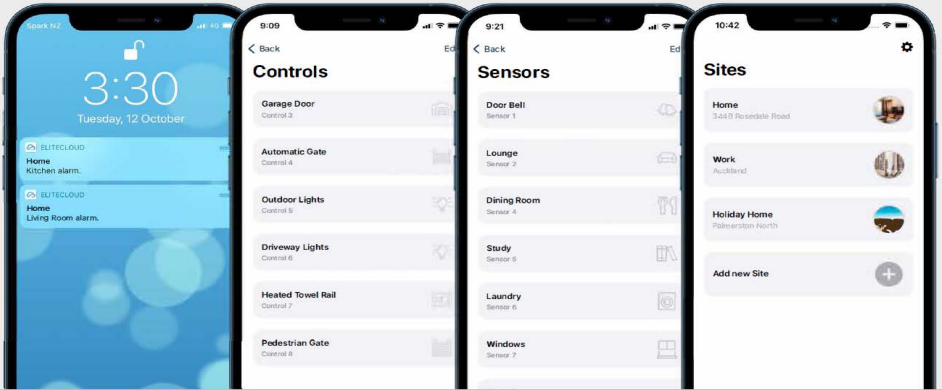 Spark NZ
4G
3:30
Tuesday, 12 October
ELITECLOUD
Home
Kitchen alarm.
ELITECLOUD
Home
Living Room alarm.
9:09
Back
Ed
Controls
Garage Door
Control 3
Automatic Gate
Control 4
Outdoor Lights
Control 5
Driveway Lights
Control 6
Heated Towel Rail
Control 7
Pedestrian Gate
Control 8
9:21
Back
Ed
Sensors
Door Bell
Sensor 1
Lounge
Sensor 2
Dining Room
Sensor 4
Study
Sensor 5
Laundry
Sensor 6
Windows
Sensor 7
10:42
Sites
Home
344B Rosedale Road
Work
Auckland
Holiday Home
Palmerston North
Add new Site